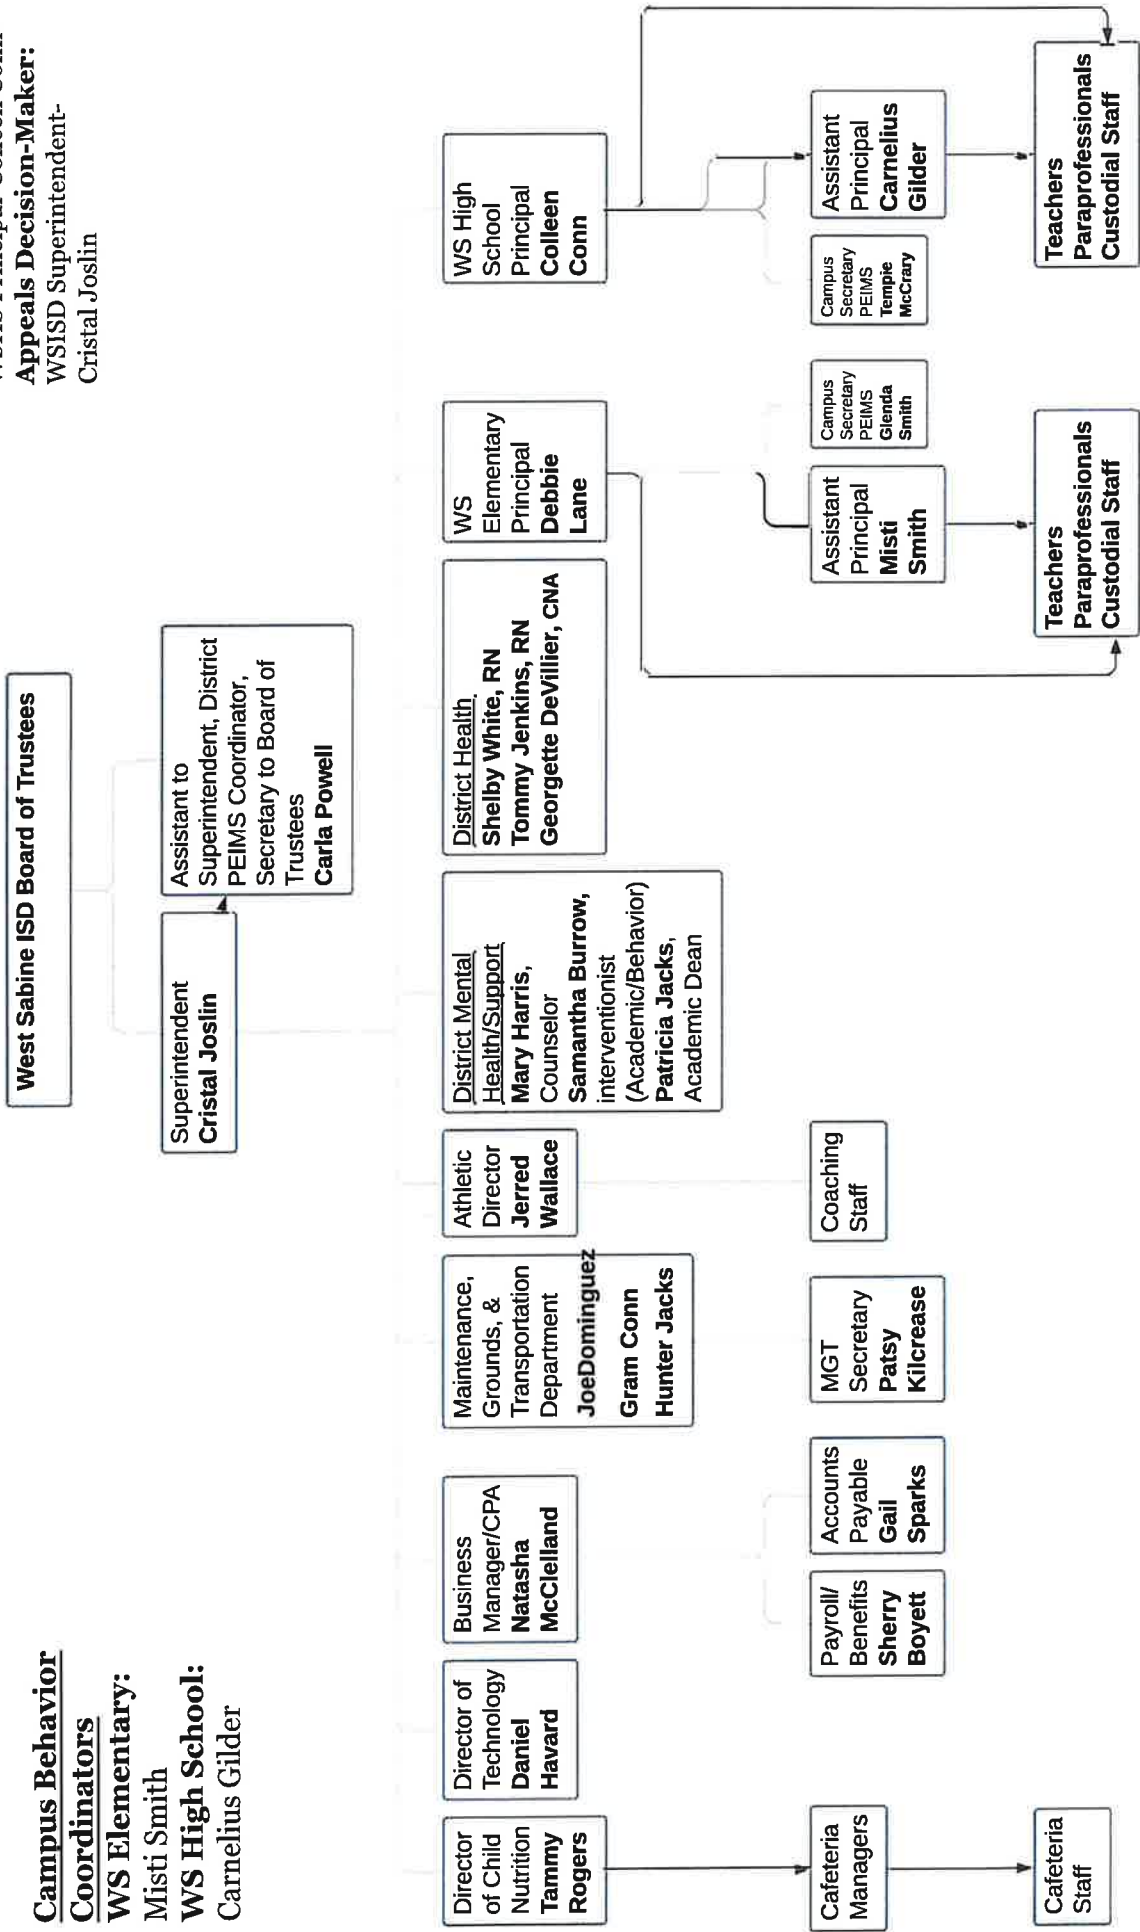 Appeals Decision-Maker:
WSISD Superintendent-
Cristal Joslin
Campus Behavior
Coordinators
WS Elementary:
Misti Smith
WS High School:
Carnelius Gilder
West Sabine ISD Board of Trustees
Superintendent
Cristal Joslin
Assistant to
Superintendent, District
PEIMS Coordinator,
Secretary to Board of
Trustees
Carla Powell
Director
of Child
Nutrition
Tammy
Rogers
Director of
Technology
Daniel
Havard
Business
Manager/CPA
Natasha
McClelland
Maintenance,
Grounds, &
Transportation
Department
JoeDominguez
Gram Conn
Hunter Jacks
Athletic
Director
Jerred
Wallace
District Mental
Health/Support
Mary Harris,
Counselor
Samantha Burrow,
interventionist
(Academic/Behavior)
Patricia Jacks,
Academic Dean
District Health
Shelby White, RN
Tommy Jenkins, RN
Georgette DeVillier, CNA
WS
Elementary
Principal
Debbie
Lane
WS High
School
Principal
Colleen
Conn
Cafeteria
Managers
Payroll/
Benefits
Sherry
Boyett
Accounts
Payable
Gail
Sparks
MGT
Secretary
Patsy
Kilcrease
Coaching
Staff
Assistant
Principal
Misti
Smith
Campus
Secretary
PEIMS
Glenda
Smith
Campus
Secretary
PEIMS
Tempie
McCrary
Assistant
Principal
Carnelius
Gilder
Cafeteria
Staff
Teachers
Paraprofessionals
Custodial Staff
Teachers
Paraprofessionals
Custodial Staff